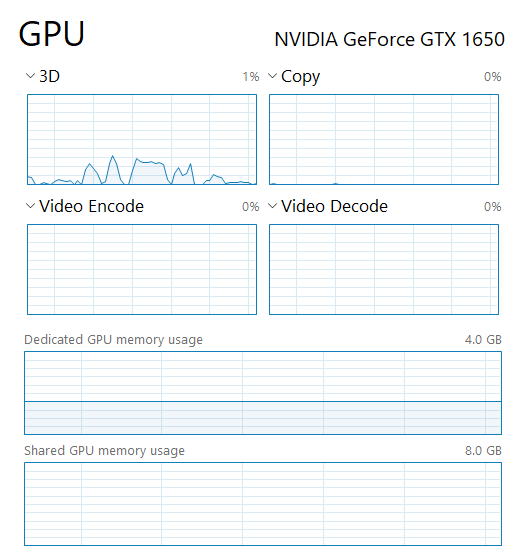 GPU NVIDIA GeForce GTX 1650
3D 1% Copy 0%
Video Encode 0% Video Decode 0%
Dedicated GPU memory usage 4.0 GB
Shared GPU memory usage 8.0 GB